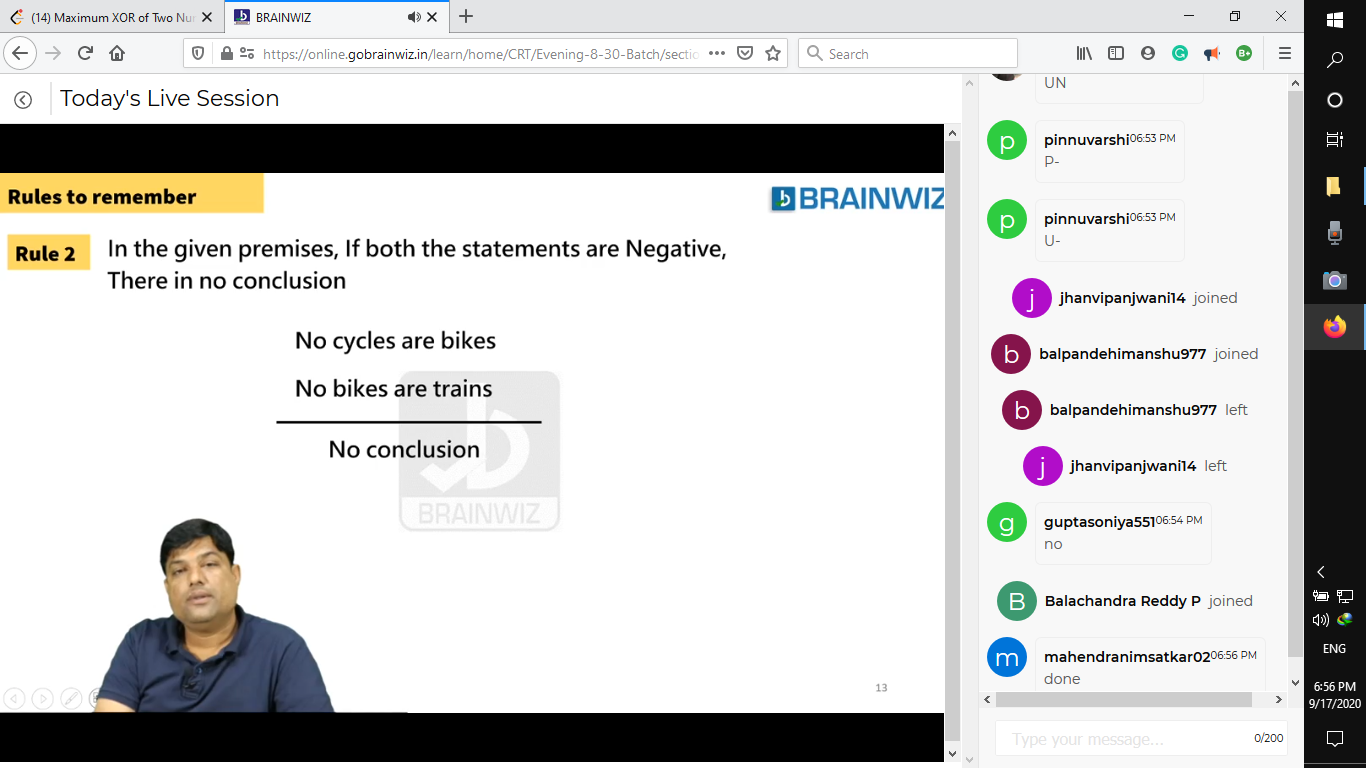 (14) Maximum XOR of Two Nu
BRAINWIZ
https://online.gobrainwiz.in/learn/home/CRT/Evening-8-30-Batch/sectio
Search
Today's Live Session
Rules to remember
BRAINWIZ
Rule 2
In the given premises, If both the statements are Negative,
There in no conclusion
No cycles are bikes
No bikes are trains
No conclusion
BRAINWIZ
13
UN
p
pinnuvarshi 06:53 PM
P-
p
pinnuvarshi 06:53 PM
U-
j
jhanvipanjwani14 joined
b
balpandehimanshu977 joined
b
balpandehimanshu977 left
j
jhanvipanjwani14 left
g
guptasoniya551 06:54 PM
no
B
Balachandra Reddy P joined
m
mahendranimsatkar02 06:56 PM
done
Type your message...
0/200
ENG
6:56 PM
9/17/2020